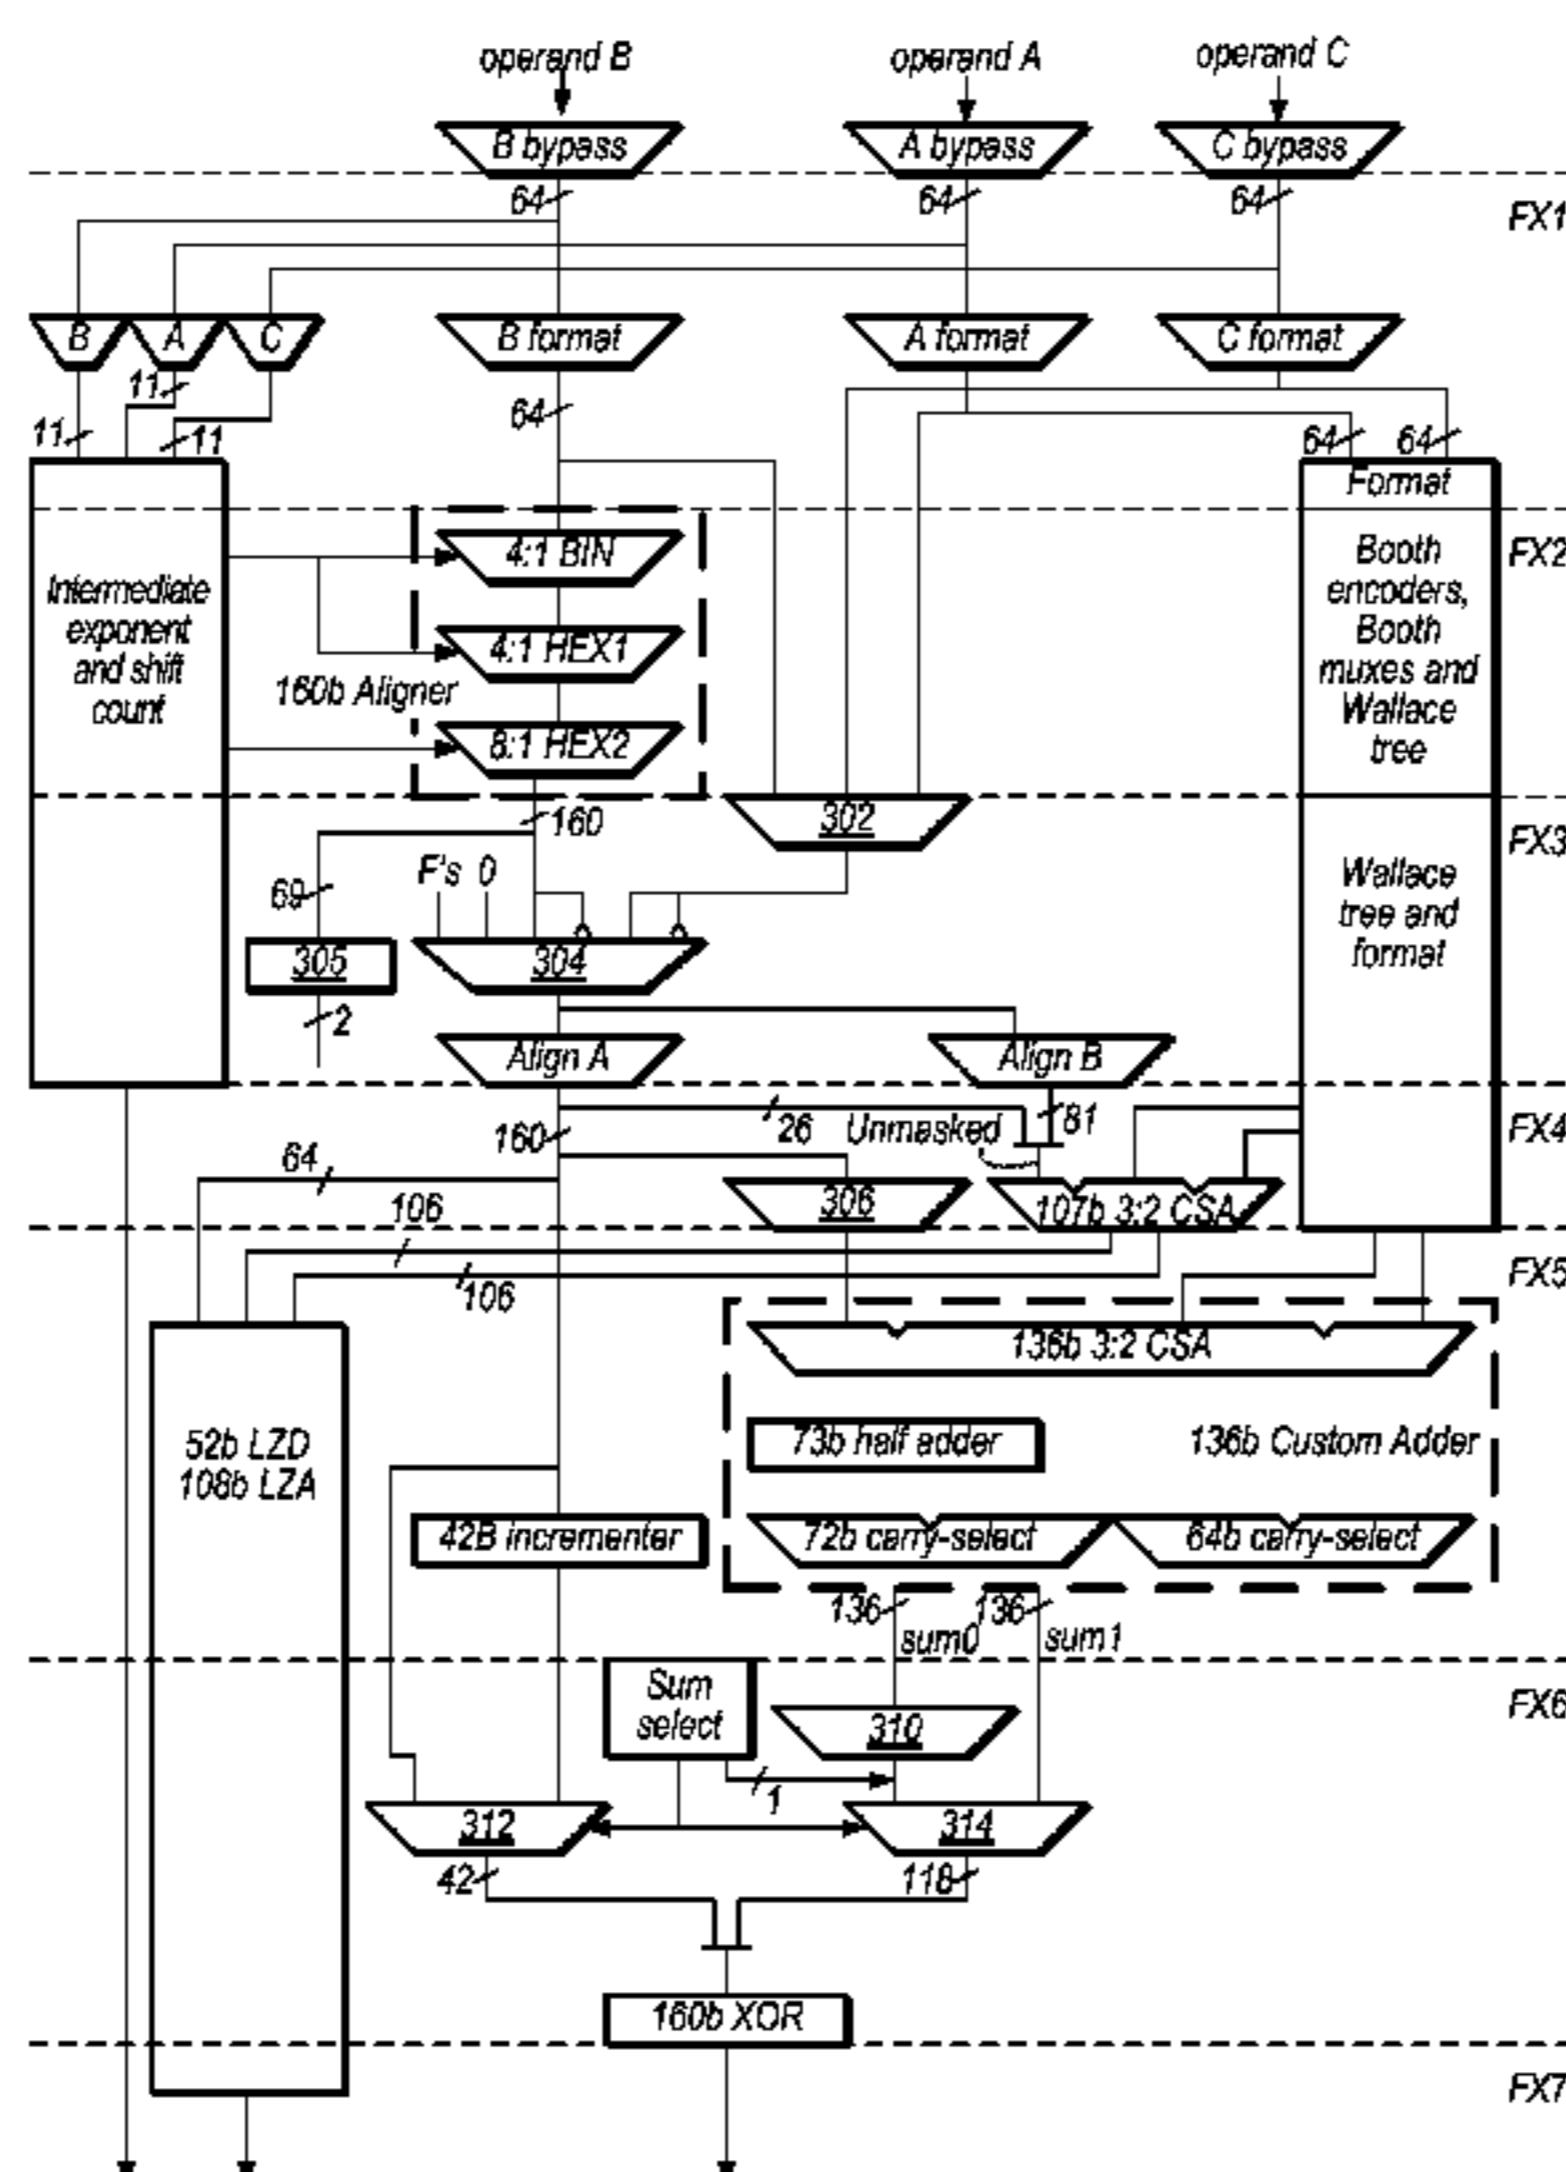 operand B operand A operand C
B bypass A bypass C bypass
64 64 64
FX1
B A C B format A format C format
11
64
11 11 64 64
Format
4:1 BIN
FX2
Intermediate
exponent
and shift
count
Booth
encoders,
Booth
muxes and
Wallace
tree
4:1 HEX1
160b Aligner
8:1 HEX2
160 302
FX3
F's 0
69
Wallace
tree and
format
305 304
2
Align A Align B
26 Unmasked 81
FX4
160
64
106 306 107b 3:2 CSA
106
FX5
136b 3:2 CSA
52b LZD
108b LZA
73b half adder 136b Custom Adder
42B incrementer 72b carry-select 64b carry-select
136 136
sum0 sum1
Sum
select
FX6
310
1
312 314
42 118
160b XOR
FX7